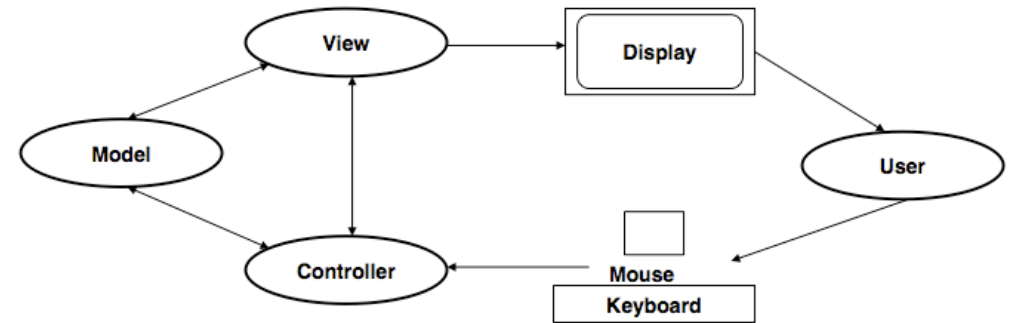 View
Display
Model
User
Controller
Mouse
Keyboard